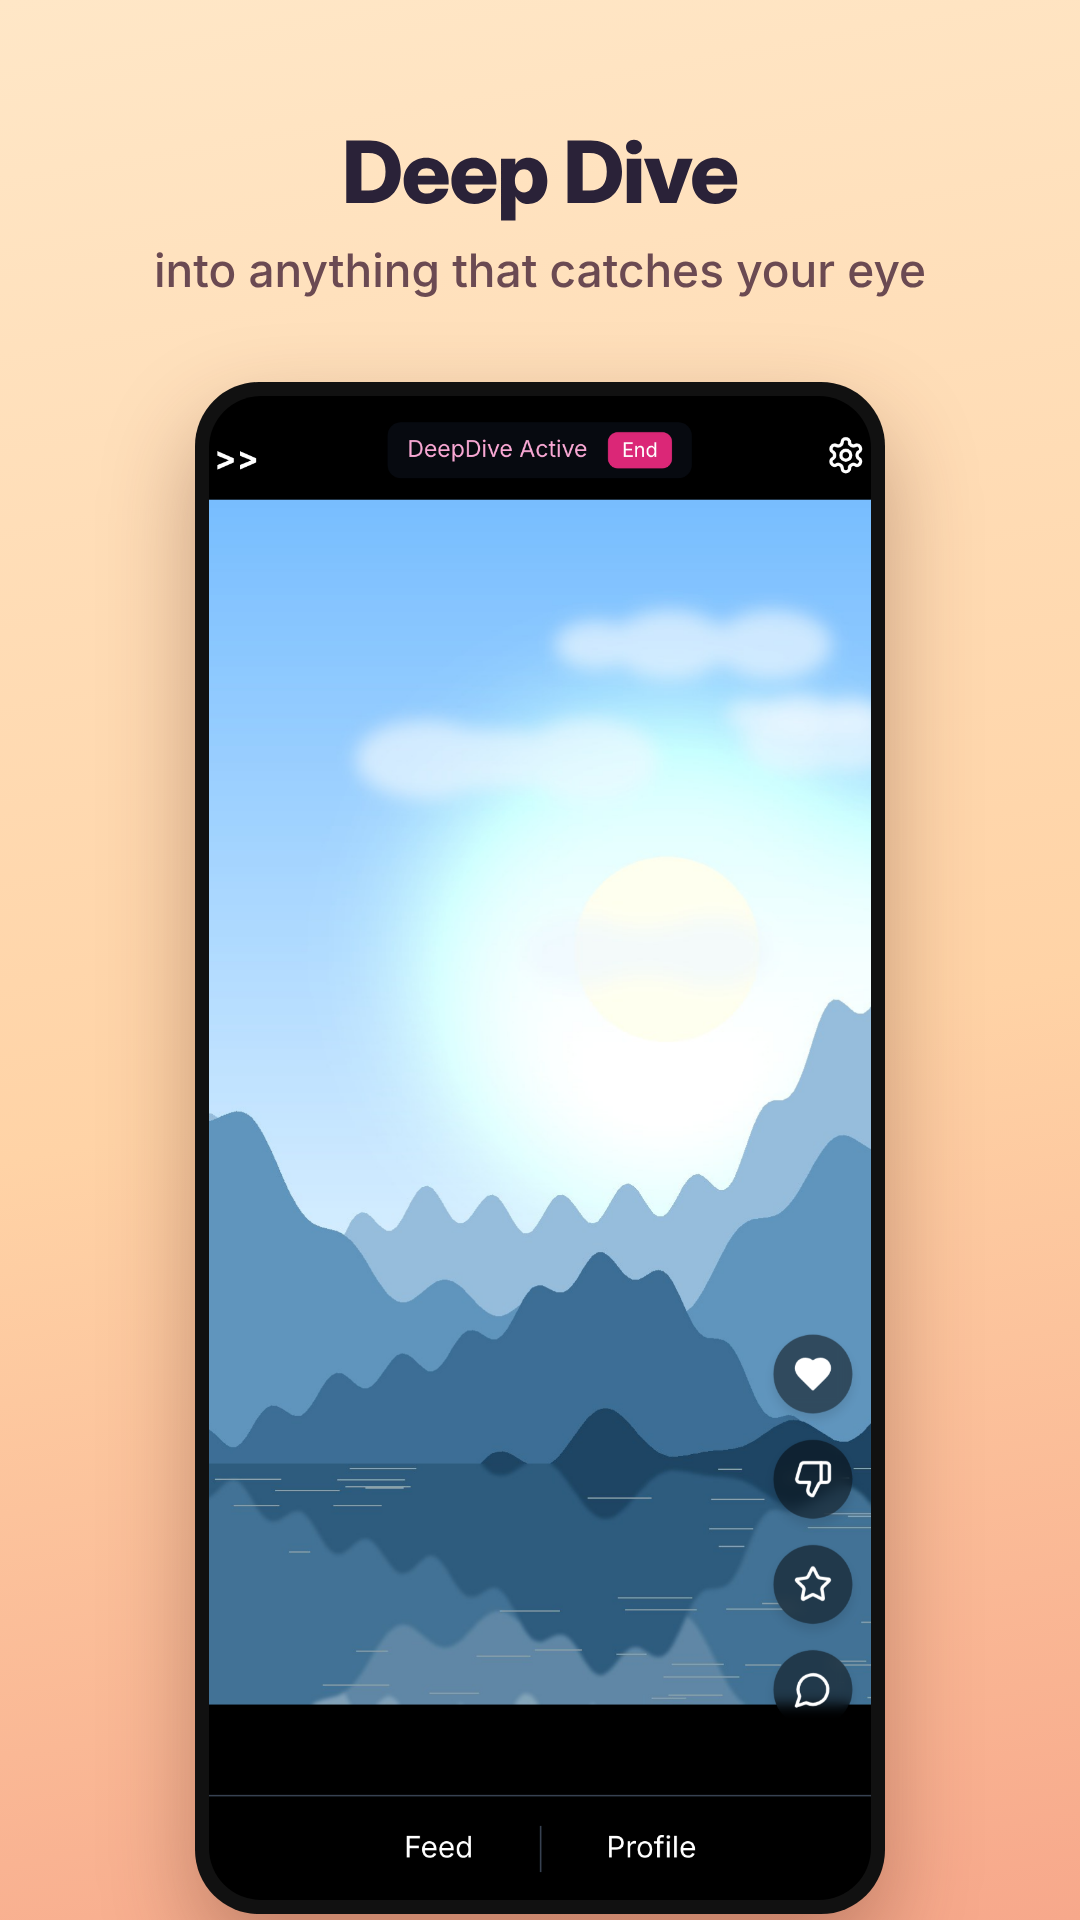 Deep Dive
into anything that catches your eye
>>
DeepDive Active
End
Feed
Profile